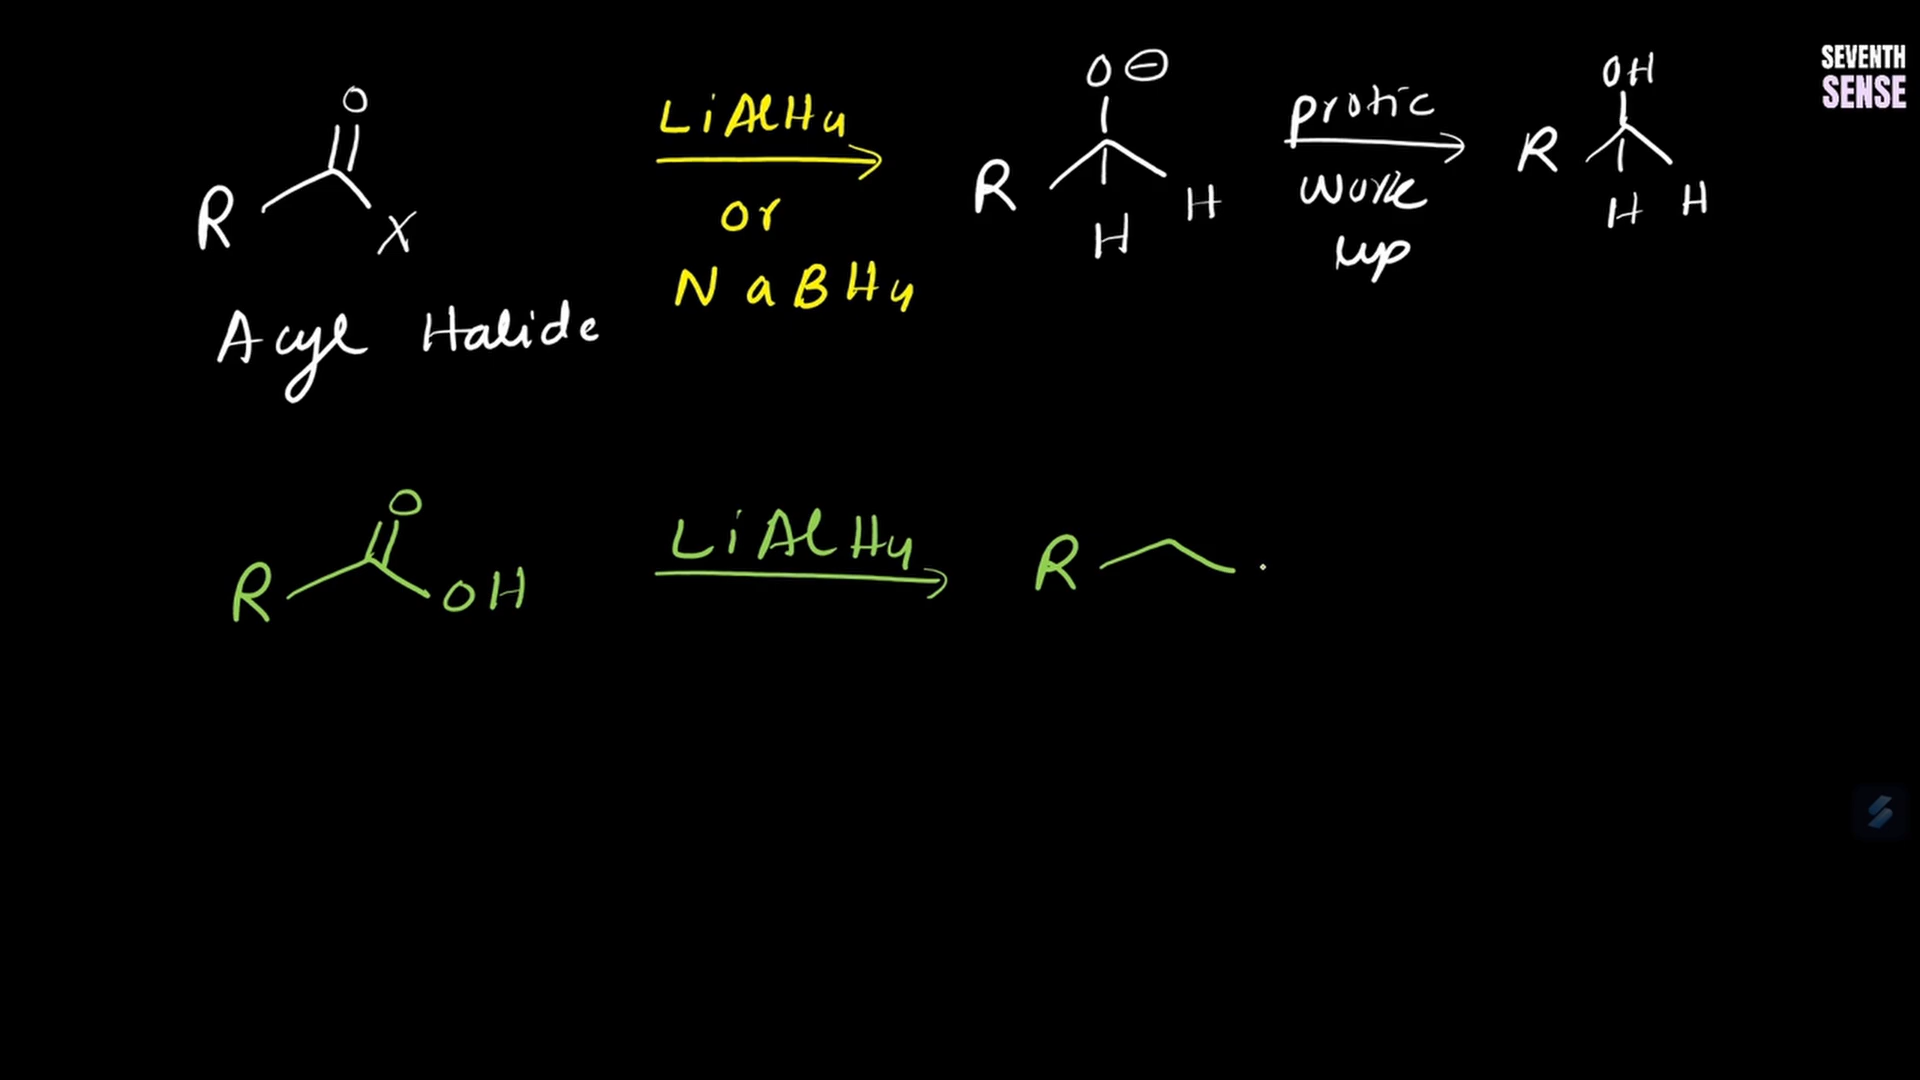 SEVENTH
SENSE
O
R X
Acyl Halide
LiAlH4
or
NaBH4
O⊖
R H
H
protic
work
up
OH
R
H H
O
R OH
LiAlH4
R